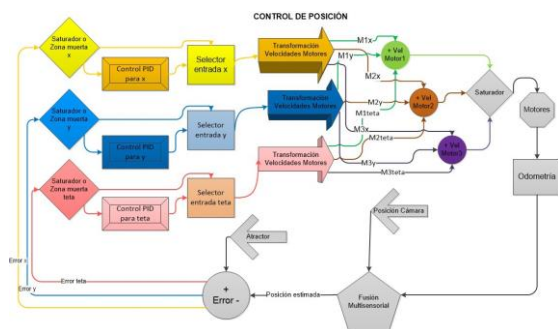 CONTROL DE POSICIÓN
Saturador o
Zona muerta
x
Control PID
para x
Selector
entrada x
Transformación
Velocidades Motores
M1x
M1y
M2x
+ Vel
Motor1
Saturador o
Zona muerta
y
Control PID
para y
Selector
entrada y
Transformación
Velocidades Motores
M2y
M1teta
M3x
M2teta
+ Vel
Motor2
Saturador
Motores
Saturador o
Zona muerta
teta
Control PID
para teta
Selector
entrada teta
Transformación
Velocidades Motores
M3y
M3teta
+ Vel
Motor3
Odometría
Error x
Error y
Error teta
Atractor
+
Error -
Posición estimada
Posición Cámara
Fusión
Multisensorial